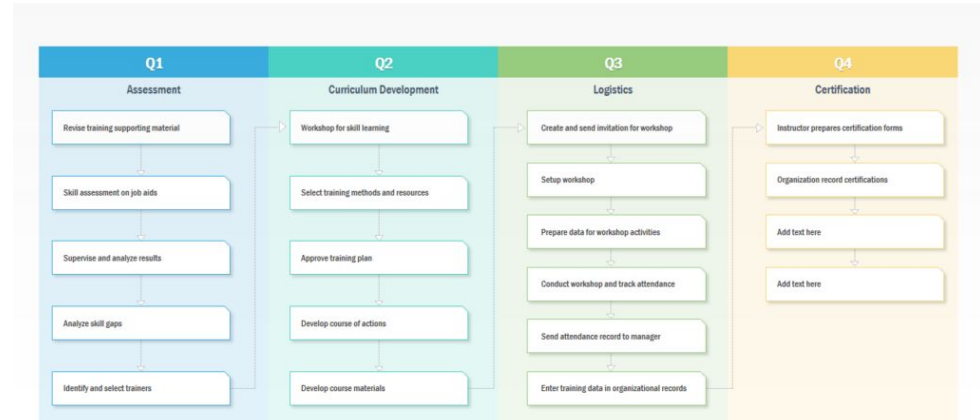 Q1
Assessment
Revise training supporting material
Skill assessment on job aids
Supervise and analyze results
Analyze skill gaps
Identify and select trainers
Q2
Curriculum Development
Workshop for skill learning
Select training methods and resources
Approve training plan
Develop course of actions
Develop course materials
Q3
Logistics
Create and send invitation for workshop
Setup workshop
Prepare data for workshop activities
Conduct workshop and track attendance
Send attendance record to manager
Enter training data in organizational records
Q4
Certification
Instructor prepares certification forms
Organization record certifications
Add text here
Add text here